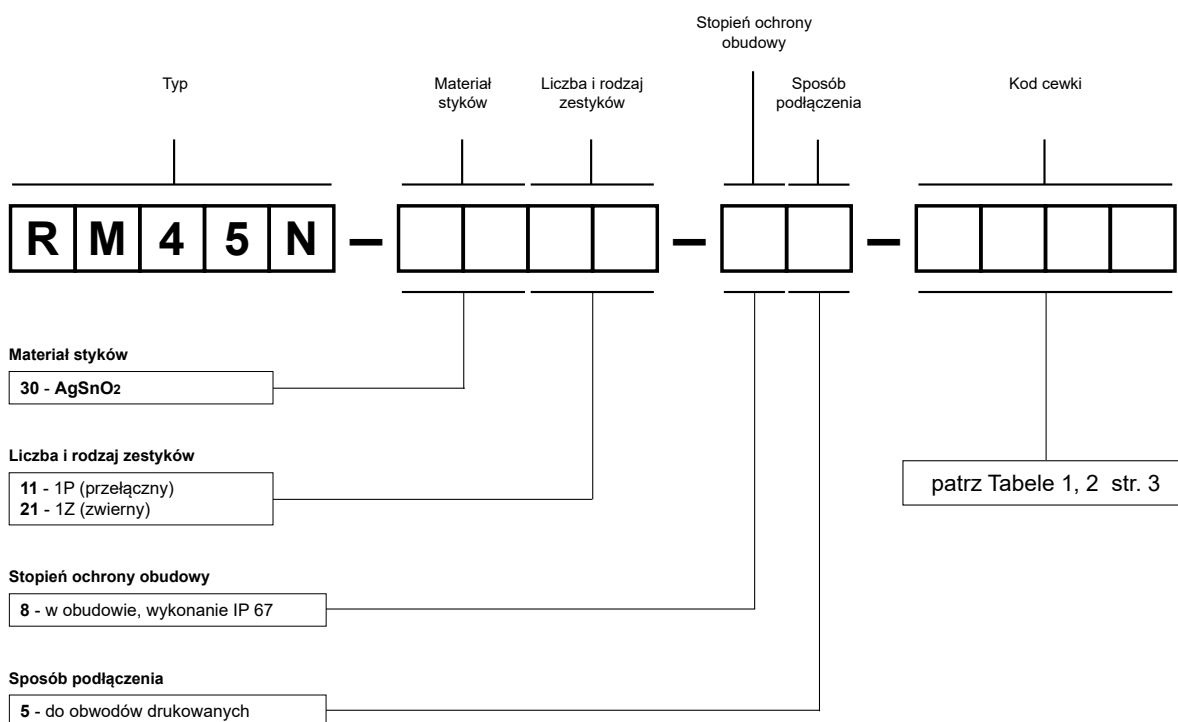 Stopień ochrony
obudowy
Typ
Materiał
styków
Liczba i rodzaj
zestyków
Sposób
podłączenia
Kod cewki
R M 4 5 N – –  –
Materiał styków
30 - AgSnO2
Liczba i rodzaj zestyków
11 - 1P (przełączny)
21 - 1Z (zwierny)
patrz Tabele 1, 2 str. 3
Stopień ochrony obudowy
8 - w obudowie, wykonanie IP 67
Sposób podłączenia
5 - do obwodów drukowanych